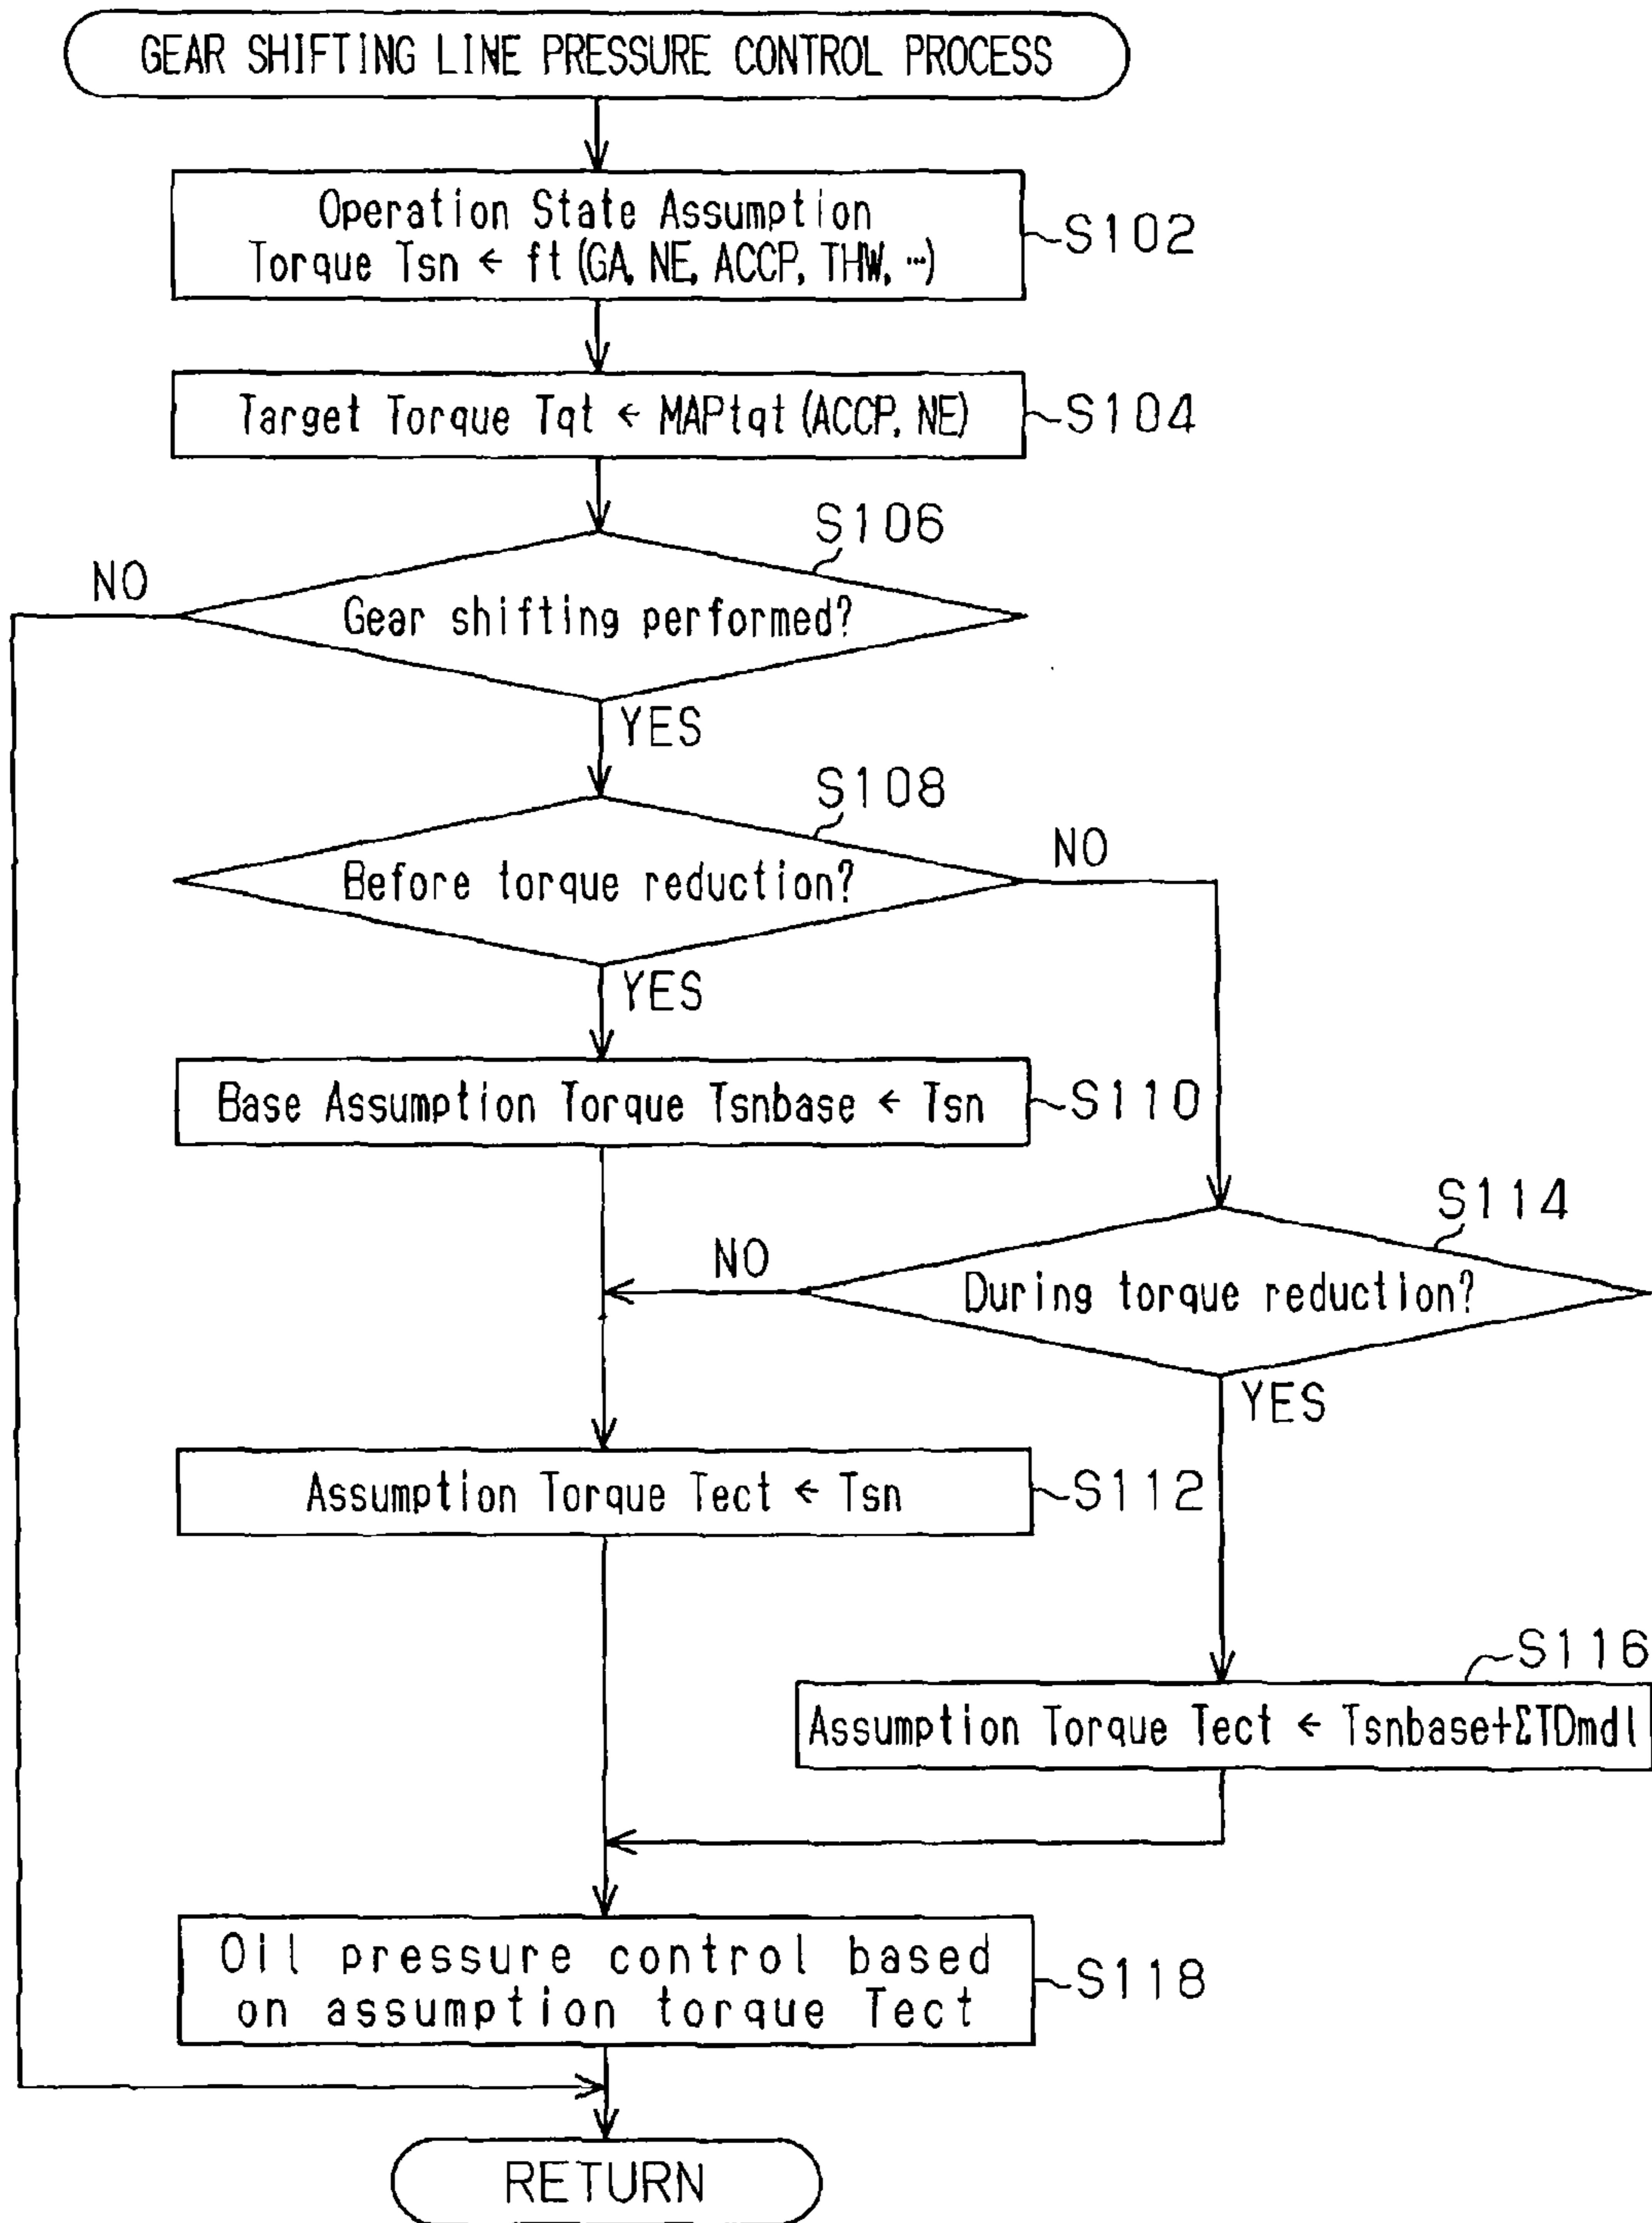 GEAR SHIFTING LINE PRESSURE CONTROL PROCESS
Operation State Assumption
Torque Tsn ← ft (GA, NE, ACCP, THW, …)
S102
Target Torque Tqt ← MAPtqt (ACCP, NE)
S104
S106
NO
Gear shifting performed?
YES
S108
NO
Before torque reduction?
YES
Base Assumption Torque Tsnbase ← Tsn
S110
S114
NO
During torque reduction?
YES
Assumption Torque Tect ← Tsn
S112
S116
Assumption Torque Tect ← Tsnbase+ΣTDmdl
Oil pressure control based
on assumption torque Tect
S118
RETURN